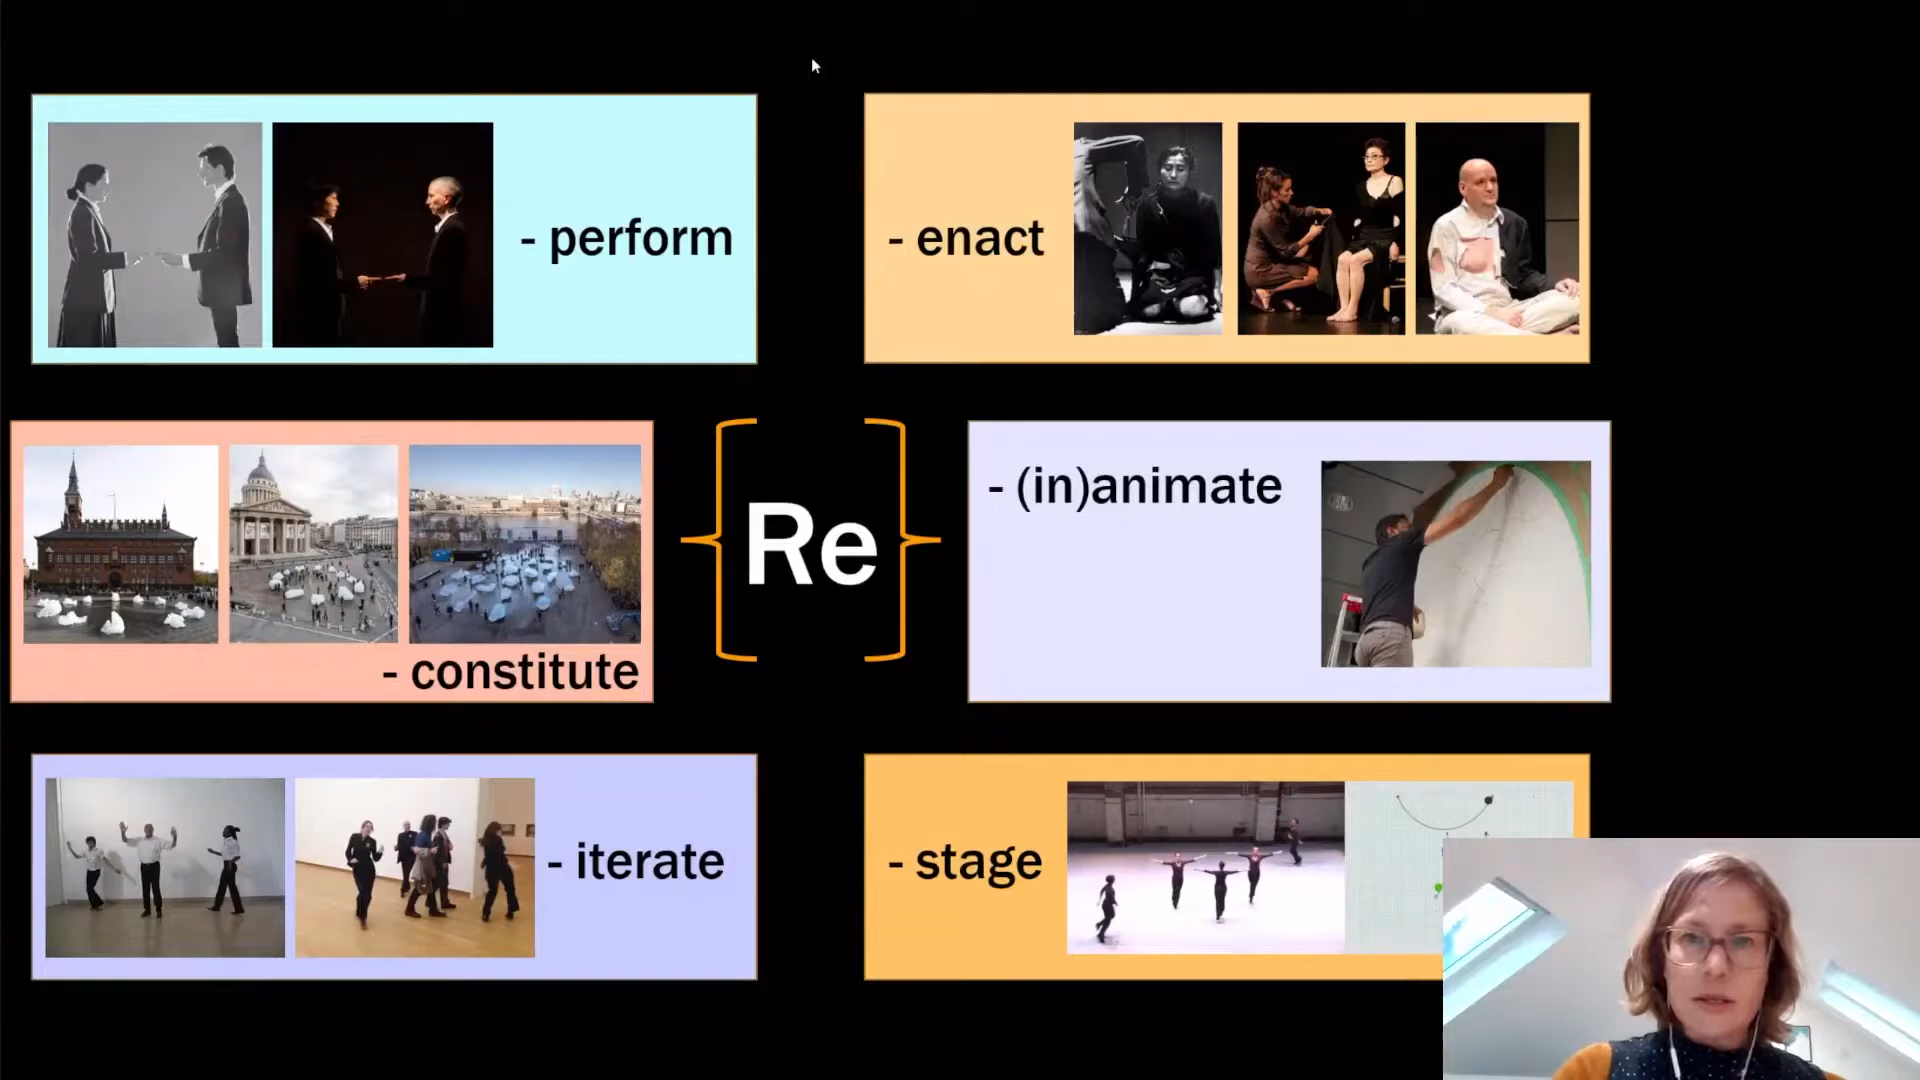 - perform
- enact
- constitute
Re
- (in)animate
- iterate
- stage